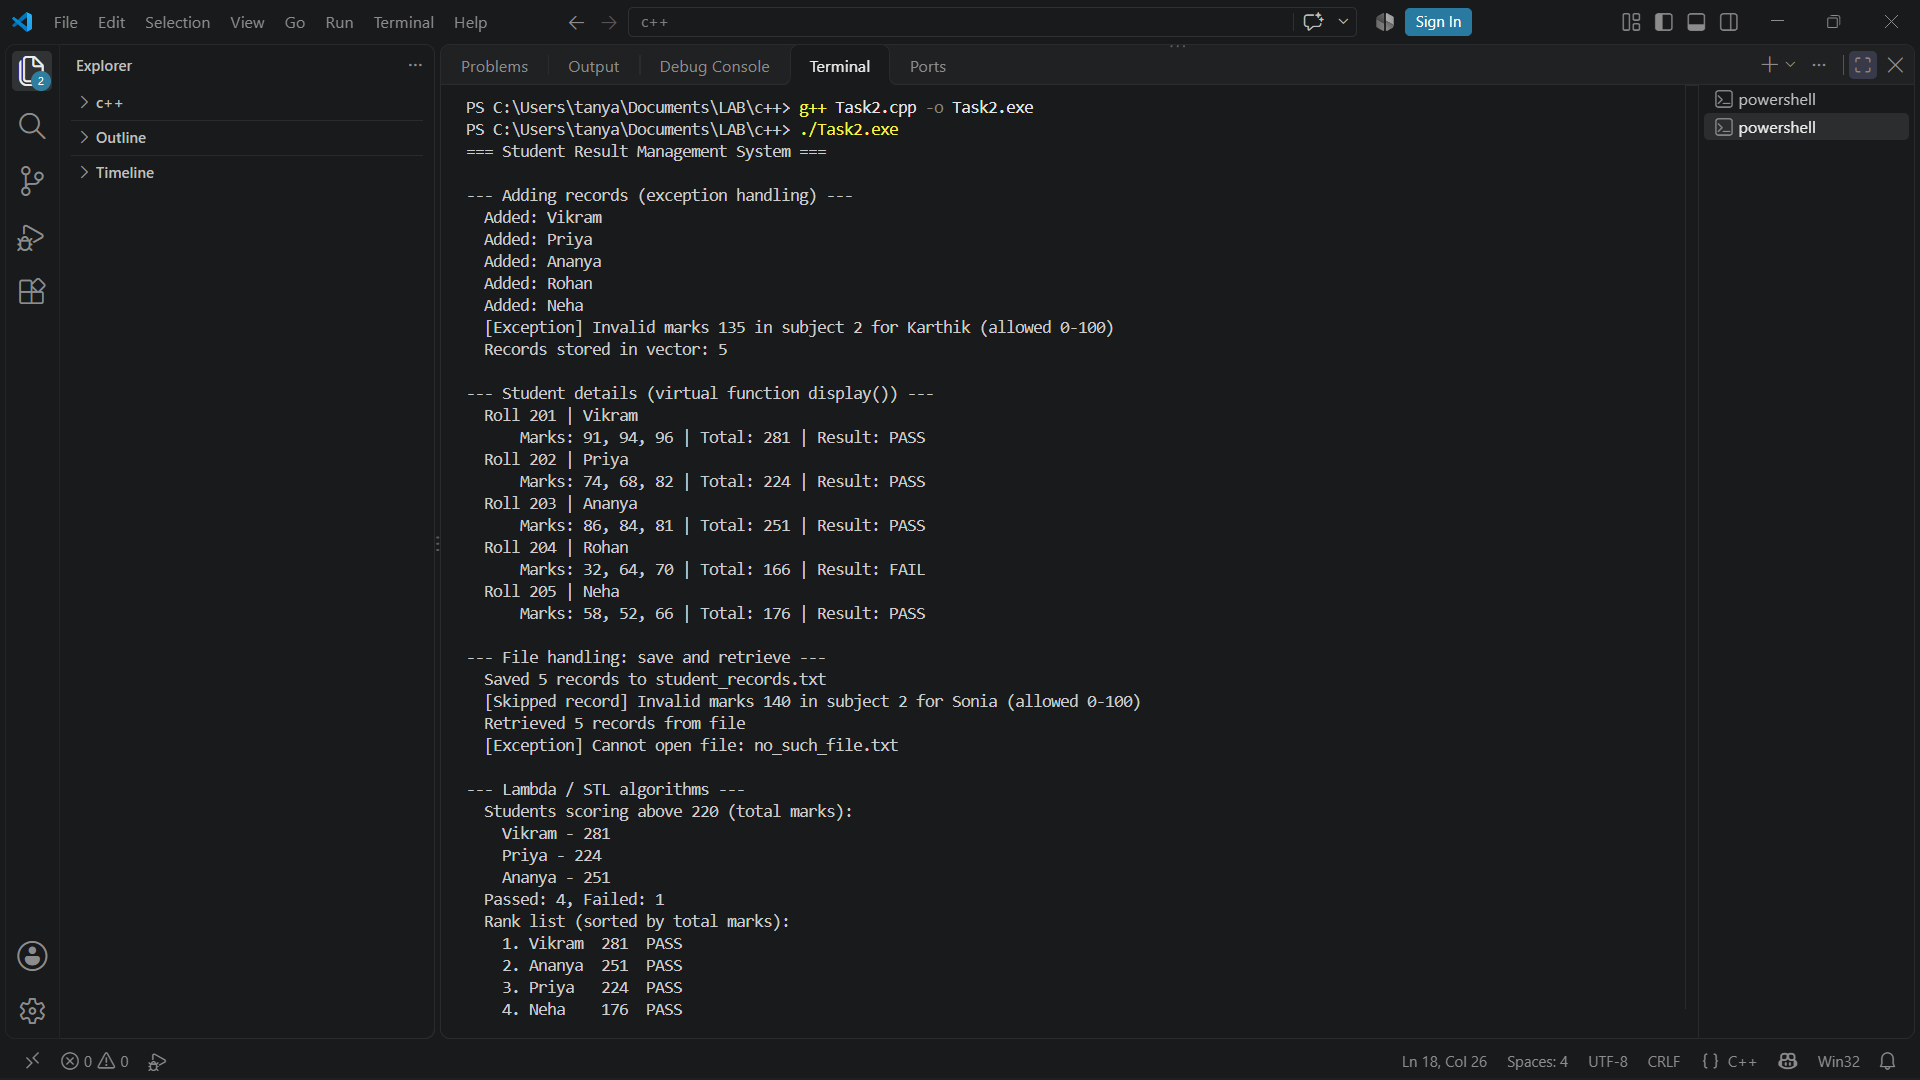 File Edit Selection View Go Run Terminal Help
c++
Sign In
Explorer
2
c++
Outline
Timeline
Problems Output Debug Console Terminal Ports
powershell
powershell
PS C:\Users\tanya\Documents\LAB\c++> g++ Task2.cpp -o Task2.exe
PS C:\Users\tanya\Documents\LAB\c++> ./Task2.exe
=== Student Result Management System ===
--- Adding records (exception handling) ---
Added: Vikram
Added: Priya
Added: Ananya
Added: Rohan
Added: Neha
[Exception] Invalid marks 135 in subject 2 for Karthik (allowed 0-100)
Records stored in vector: 5
--- Student details (virtual function display()) ---
Roll 201 | Vikram
Marks: 91, 94, 96 | Total: 281 | Result: PASS
Roll 202 | Priya
Marks: 74, 68, 82 | Total: 224 | Result: PASS
Roll 203 | Ananya
Marks: 86, 84, 81 | Total: 251 | Result: PASS
Roll 204 | Rohan
Marks: 32, 64, 70 | Total: 166 | Result: FAIL
Roll 205 | Neha
Marks: 58, 52, 66 | Total: 176 | Result: PASS
--- File handling: save and retrieve ---
Saved 5 records to student_records.txt
[Skipped record] Invalid marks 140 in subject 2 for Sonia (allowed 0-100)
Retrieved 5 records from file
[Exception] Cannot open file: no_such_file.txt
--- Lambda / STL algorithms ---
Students scoring above 220 (total marks):
Vikram - 281
Priya - 224
Ananya - 251
Passed: 4, Failed: 1
Rank list (sorted by total marks):
1. Vikram 281 PASS
2. Ananya 251 PASS
3. Priya 224 PASS
4. Neha 176 PASS
0 0
Ln 18, Col 26 Spaces: 4 UTF-8 CRLF {} C++ Win32